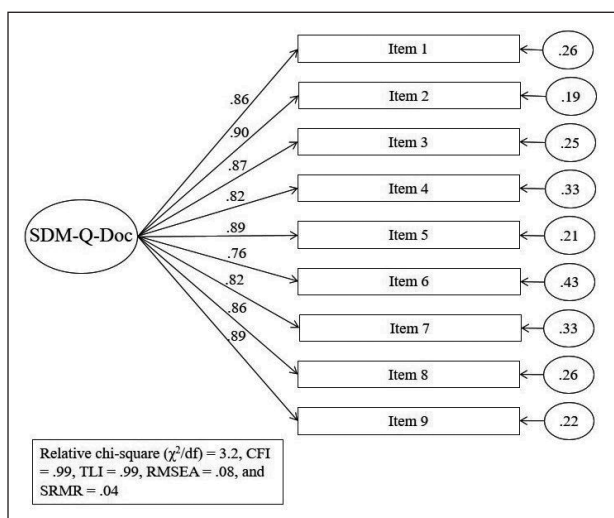 Item 1
.26
.86
Item 2
.19
.90
Item 3
.25
.87
Item 4
.33
.82
SDM-Q-Doc
.89
Item 5
.21
.76
Item 6
.43
.82
Item 7
.33
.86
Item 8
.26
.89
Item 9
.22
Relative chi-square (χ²/df) = 3.2, CFI
= .99, TLI = .99, RMSEA = .08, and
SRMR = .04